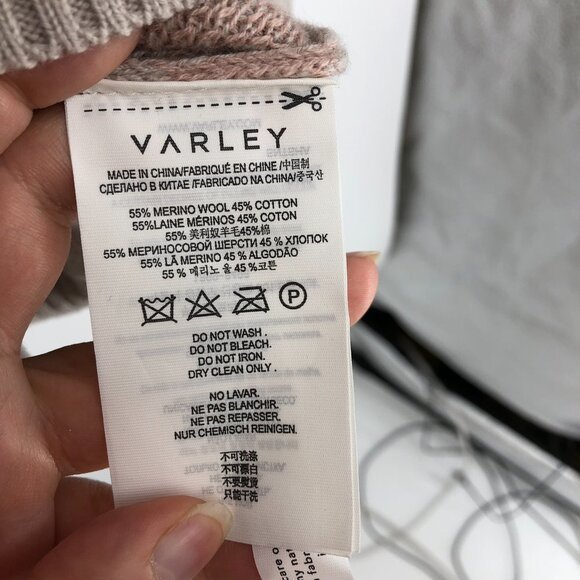 VARLEY
MADE IN CHINA/FABRIQUÉ EN CHINE /中国制
СДЕЛАНО В КИТАЕ /FABRICADO NA CHINA/중국산
55% MERINO WOOL 45% COTTON
55%LAINE MÉRINOS 45% COTON
55% 美利奴羊毛45%棉
55% МЕРИНОСОВОЙ ШЕРСТИ 45 % ХЛОПОК
55% LÃ MERINO 45 % ALGODÃO
55 % 메리노 울 45 %코튼
P
DO NOT WASH .
DO NOT BLEACH.
DO NOT IRON.
DRY CLEAN ONLY .
NO LAVAR.
NE PAS BLANCHIR.
NE PAS REPASSER.
NUR CHEMISCH REINIGEN.
不可洗涤
不可漂白
不要熨烫
只能干洗
care o
ny nat
fabr